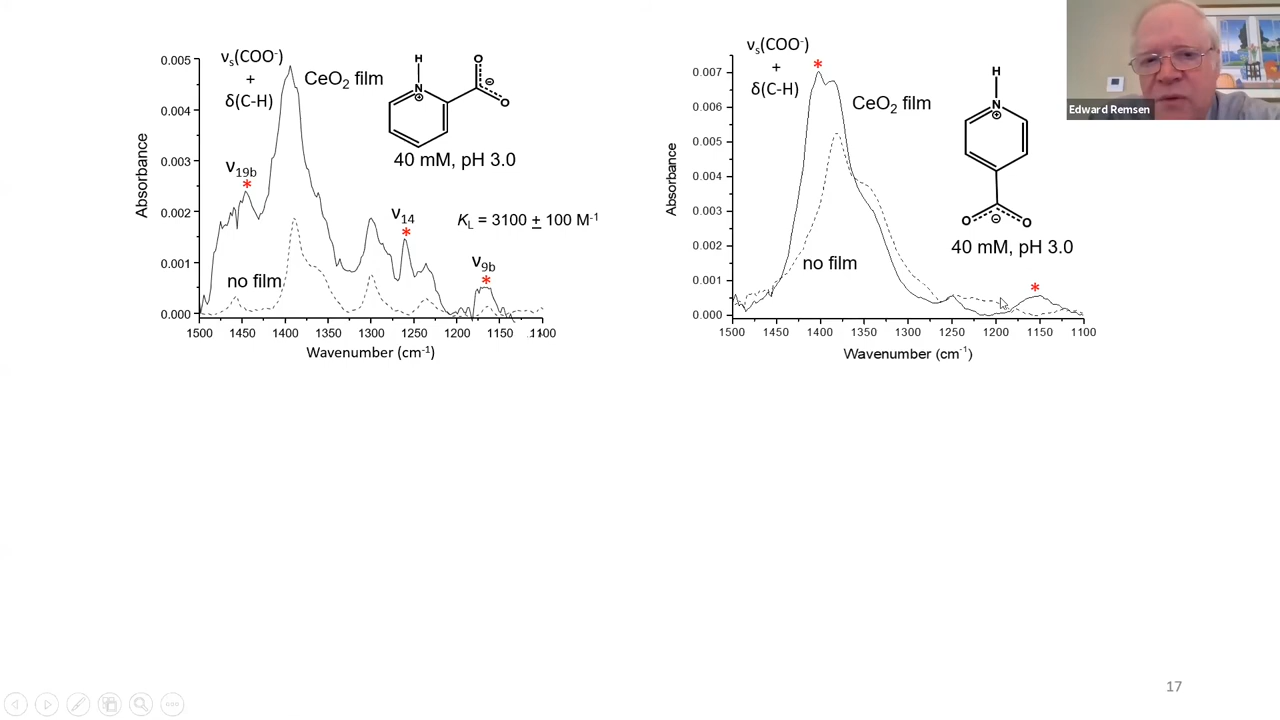 νs(COO-)
+
δ(C-H)
CeO2 film
H
N
⊕
O
⊖
O
40 mM, pH 3.0
ν19b
ν14
KL = 3100 ± 100 M-1
ν9b
no film
Absorbance
0.005
0.004
0.003
0.002
0.001
0.000
1500
1450
1400
1350
1300
1250
1200
1150
1100
Wavenumber (cm-1)
νs(COO-)
+
δ(C-H)
CeO2 film
H
N
⊕
⊖
O
O
40 mM, pH 3.0
no film
Absorbance
0.007
0.006
0.005
0.004
0.003
0.002
0.001
0.000
1500
1450
1400
1350
1300
1250
1200
1150
1100
Wavenumber (cm-1)
Edward Remsen
17